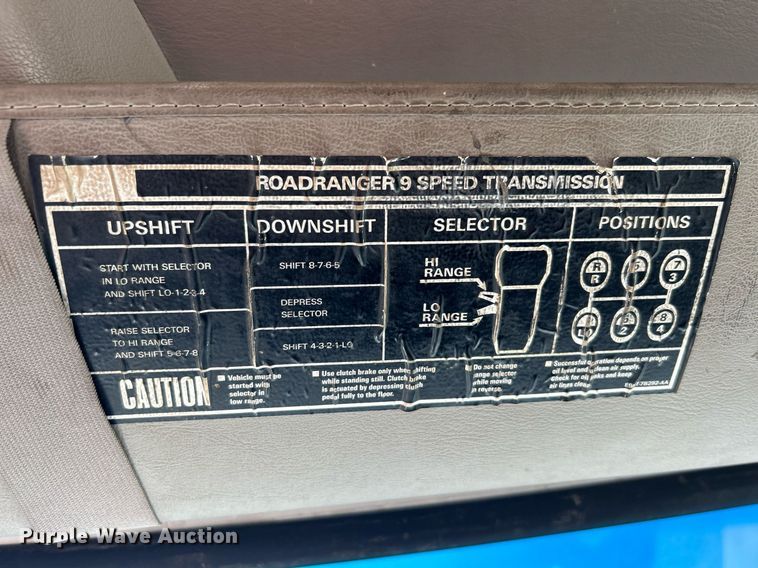 ROADRANGER 9 SPEED TRANSMISSION
UPSHIFT
START WITH SELECTOR
IN LO RANGE
AND SHIFT LO-1-2-3-4
RAISE SELECTOR
TO HI RANGE
AND SHIFT 5-6-7-8
DOWNSHIFT
SHIFT 8-7-6-5
DEPRESS
SELECTOR
SHIFT 4-3-2-1-LO
SELECTOR
HI
RANGE
LO
RANGE
POSITIONS
R
R
7
3
LO
6
2
8
4
CAUTION
■ Vehicle must be
started with
selector in
low range.
■ Use clutch brake only when shifting
while standing still. Clutch brake
is actuated by depressing clutch
pedal fully to the floor.
■ Do not change
range selector
while moving
in reverse.
■ Successful operation depends on proper
oil level and clean air supply.
Check for oil leaks and keep
air lines clean.
Purple Wave Auction